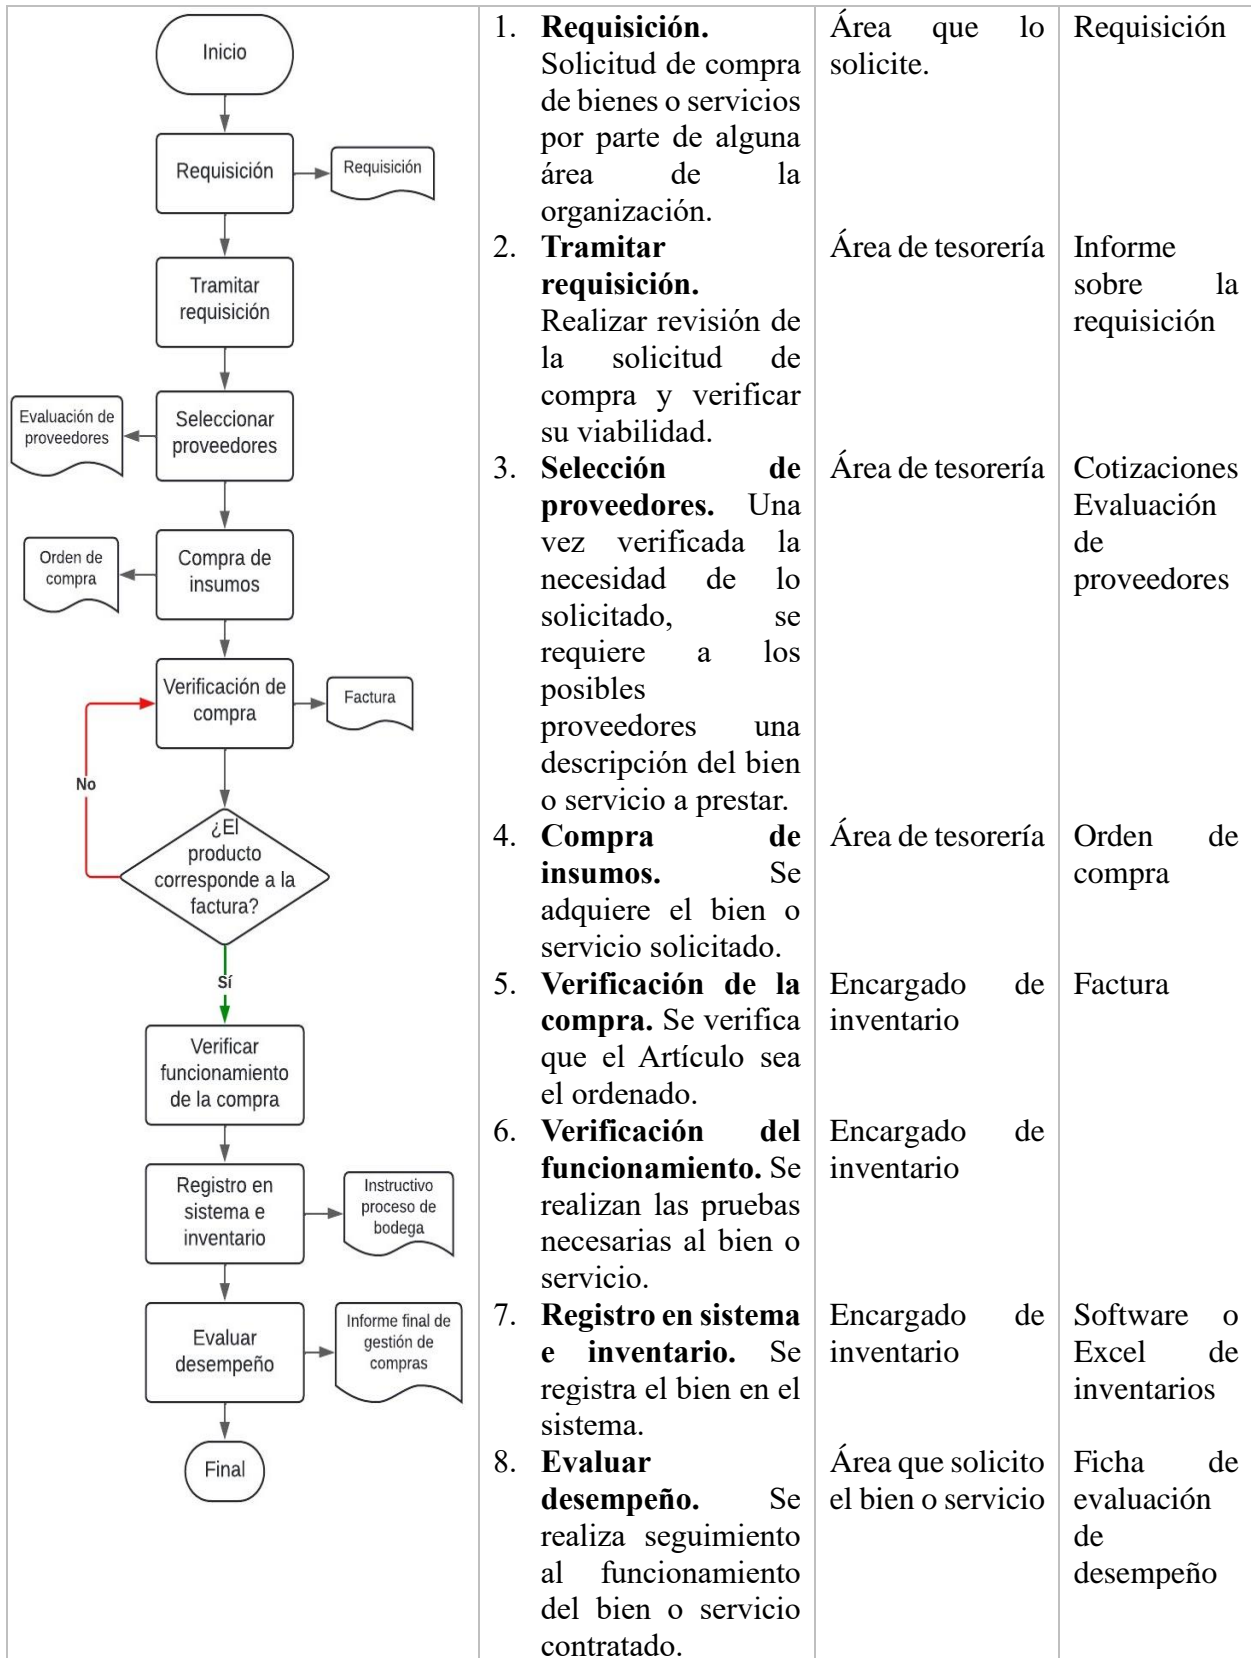 Inicio
Requisición
Requisición
Tramitar
requisición
Evaluación de
proveedores
Seleccionar
proveedores
Orden de
compra
Compra de
insumos
Verificación de
compra
Factura
No
¿El
producto
corresponde a la
factura?
Sí
Verificar
funcionamiento
de la compra
Registro en
sistema e
inventario
Instructivo
proceso de
bodega
Evaluar
desempeño
Informe final de
gestión de
compras
Final
1. Requisición.
Solicitud de compra
de bienes o servicios
por parte de alguna
área de la
organización.
Área que lo
solicite.
Requisición
2. Tramitar
requisición.
Realizar revisión de
la solicitud de
compra y verificar
su viabilidad.
Área de tesorería
Informe
sobre la
requisición
3. Selección de
proveedores. Una
vez verificada la
necesidad de lo
solicitado, se
requiere a los
posibles
proveedores una
descripción del bien
o servicio a prestar.
Área de tesorería
Cotizaciones
Evaluación
de
proveedores
4. Compra de
insumos. Se
adquiere el bien o
servicio solicitado.
Área de tesorería
Orden de
compra
5. Verificación de la
compra. Se verifica
que el Artículo sea
el ordenado.
Encargado de
inventario
Factura
6. Verificación del
funcionamiento. Se
realizan las pruebas
necesarias al bien o
servicio.
Encargado de
inventario
7. Registro en sistema
e inventario. Se
registra el bien en el
sistema.
Encargado de
inventario
Software o
Excel de
inventarios
8. Evaluar
desempeño. Se
realiza seguimiento
al funcionamiento
del bien o servicio
contratado.
Área que solicito
el bien o servicio
Ficha de
evaluación
de
desempeño